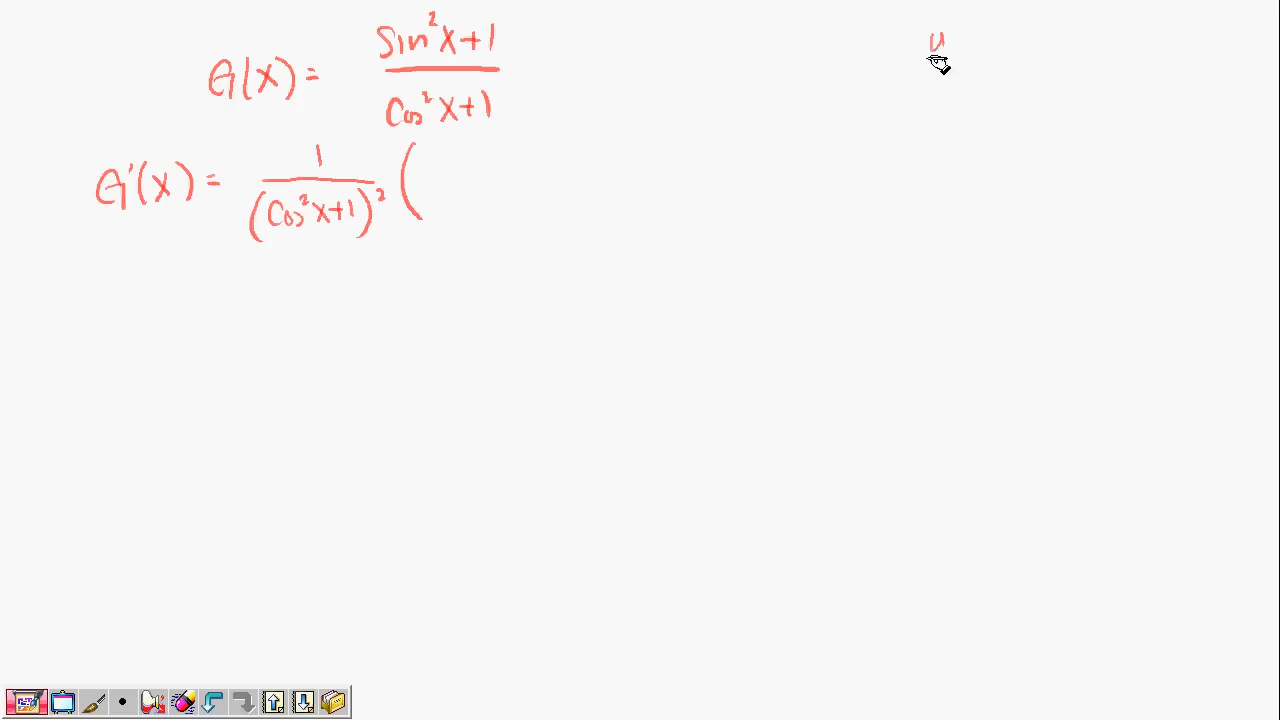 G(x) = (sin²x+1)/(cos²x+1)
u
G'(x) = 1/(cos²x+1)² (